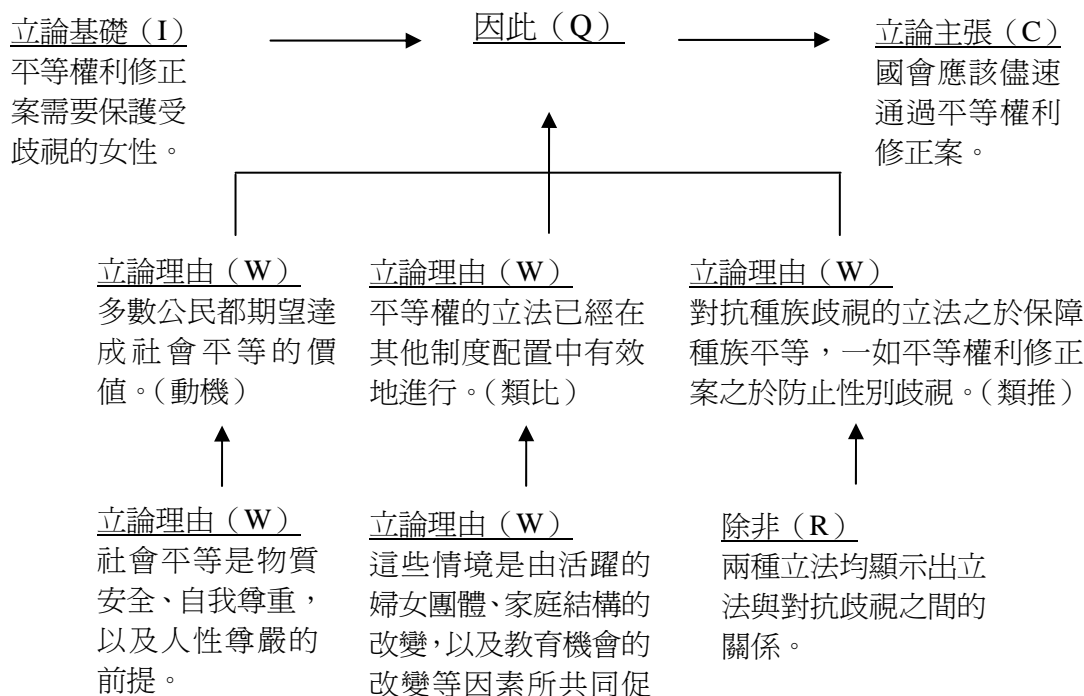 立論基礎（I）
平等權利修正
案需要保護受
歧視的女性。
因此（Q）
立論主張（C）
國會應該儘速
通過平等權利
修正案。
立論理由（W）
多數公民都期望達
成社會平等的價
值。（動機）
立論理由（W）
平等權的立法已經在
其他制度配置中有效
地進行。（類比）
立論理由（W）
對抗種族歧視的立法之於保障
種族平等，一如平等權利修正
案之於防止性別歧視。（類推）
立論理由（W）
社會平等是物質
安全、自我尊重，
以及人性尊嚴的
前提。
立論理由（W）
這些情境是由活躍的
婦女團體、家庭結構的
改變，以及教育機會的
改變等因素所共同促
除非（R）
兩種立法均顯示出立
法與對抗歧視之間的
關係。